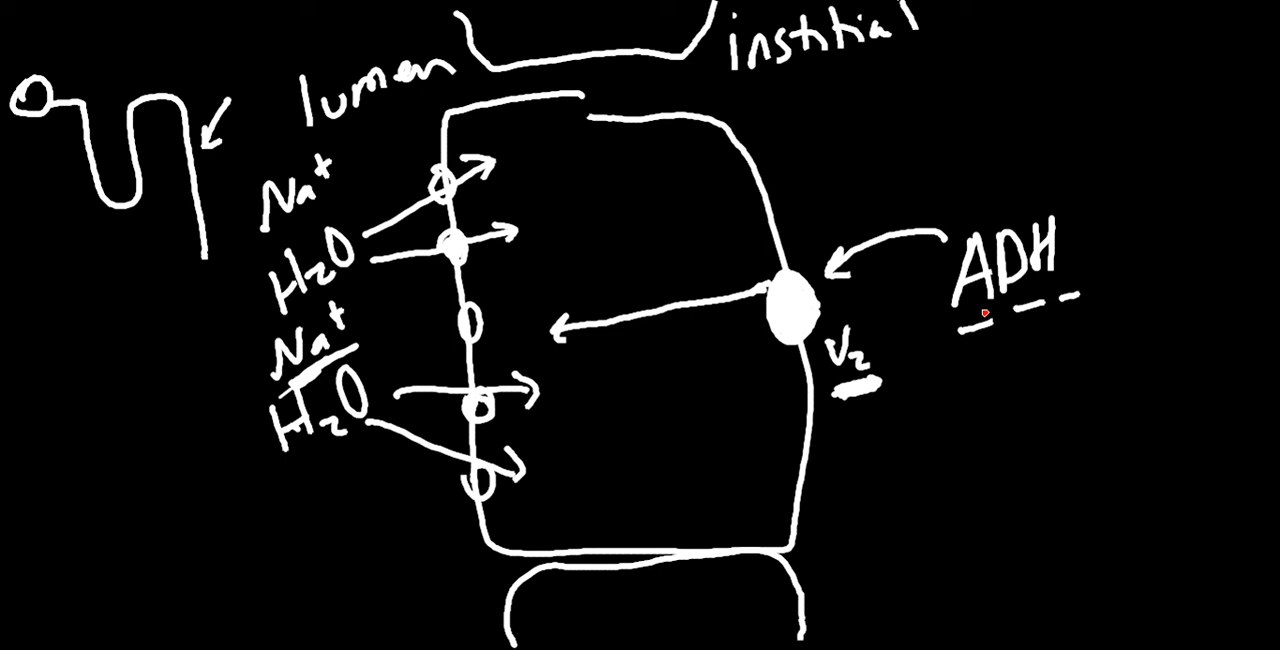 lumen
institial
Na+
H₂O
Na+
H₂O
ADH
V₂